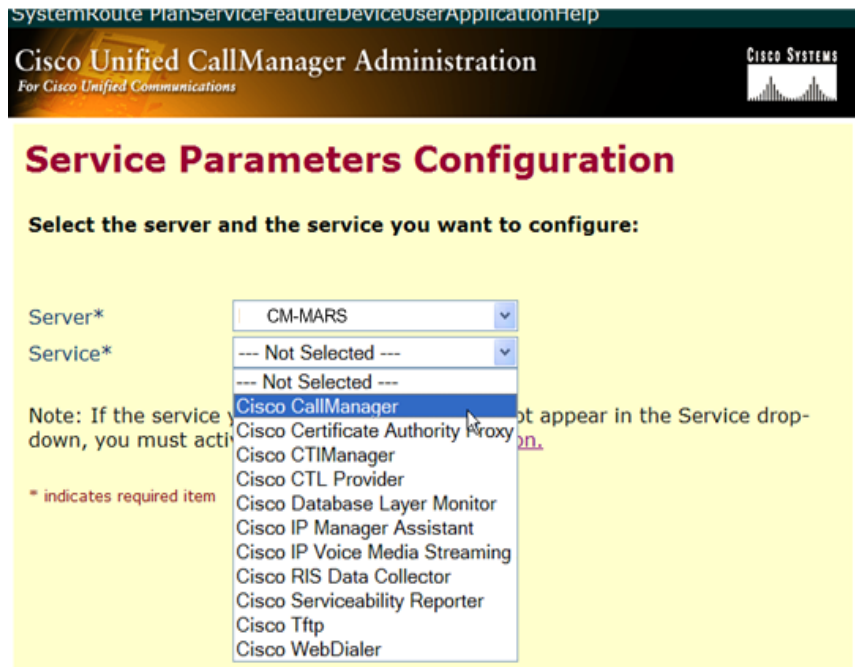 SystemRoute PlanServiceFeatureDeviceUserApplicationHelp
Cisco Unified CallManager Administration
For Cisco Unified Communications
CISCO SYSTEMS
Service Parameters Configuration
Select the server and the service you want to configure:
Server* CM-MARS
Service* --- Not Selected ---
--- Not Selected ---
Cisco CallManager
Cisco Certificate Authority Proxy
Cisco CTIManager
Cisco CTL Provider
Cisco Database Layer Monitor
Cisco IP Manager Assistant
Cisco IP Voice Media Streaming
Cisco RIS Data Collector
Cisco Serviceability Reporter
Cisco Tftp
Cisco WebDialer
Note: If the service appear in the Service drop-
down, you must
* indicates required item